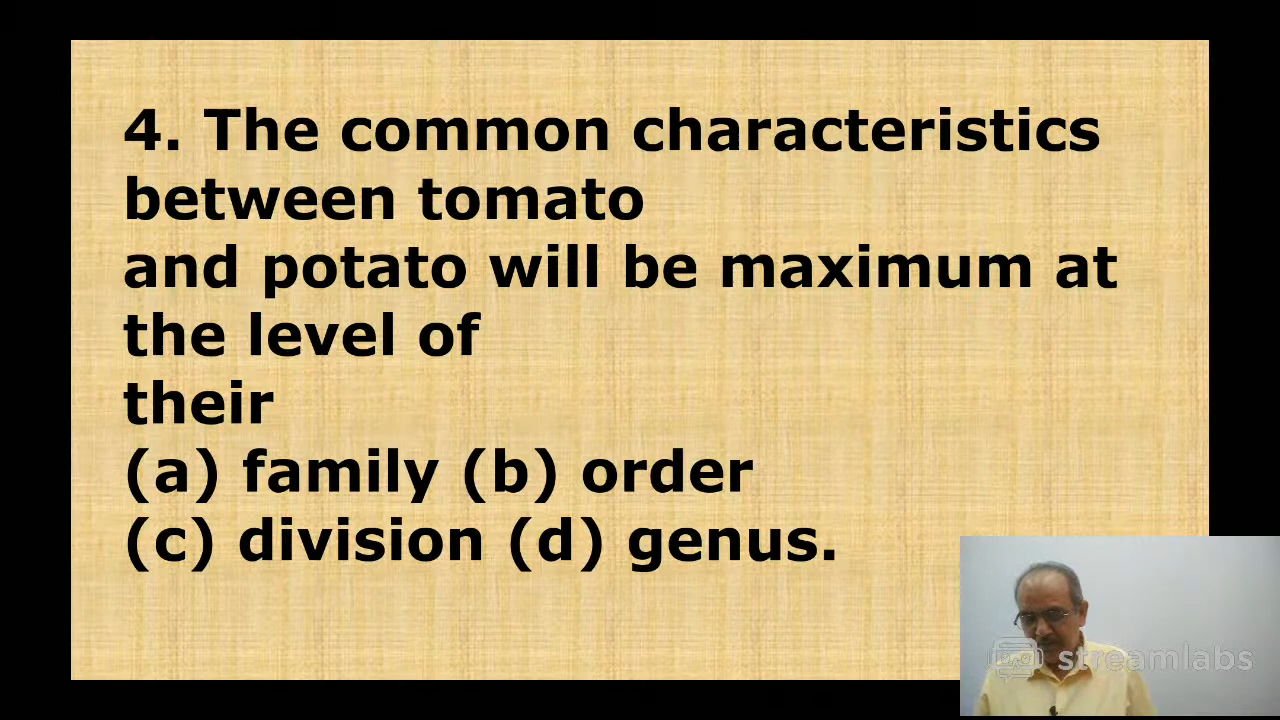 4. The common characteristics
between tomato
and potato will be maximum at
the level of
their
(a) family (b) order
(c) division (d) genus.
streamlabs